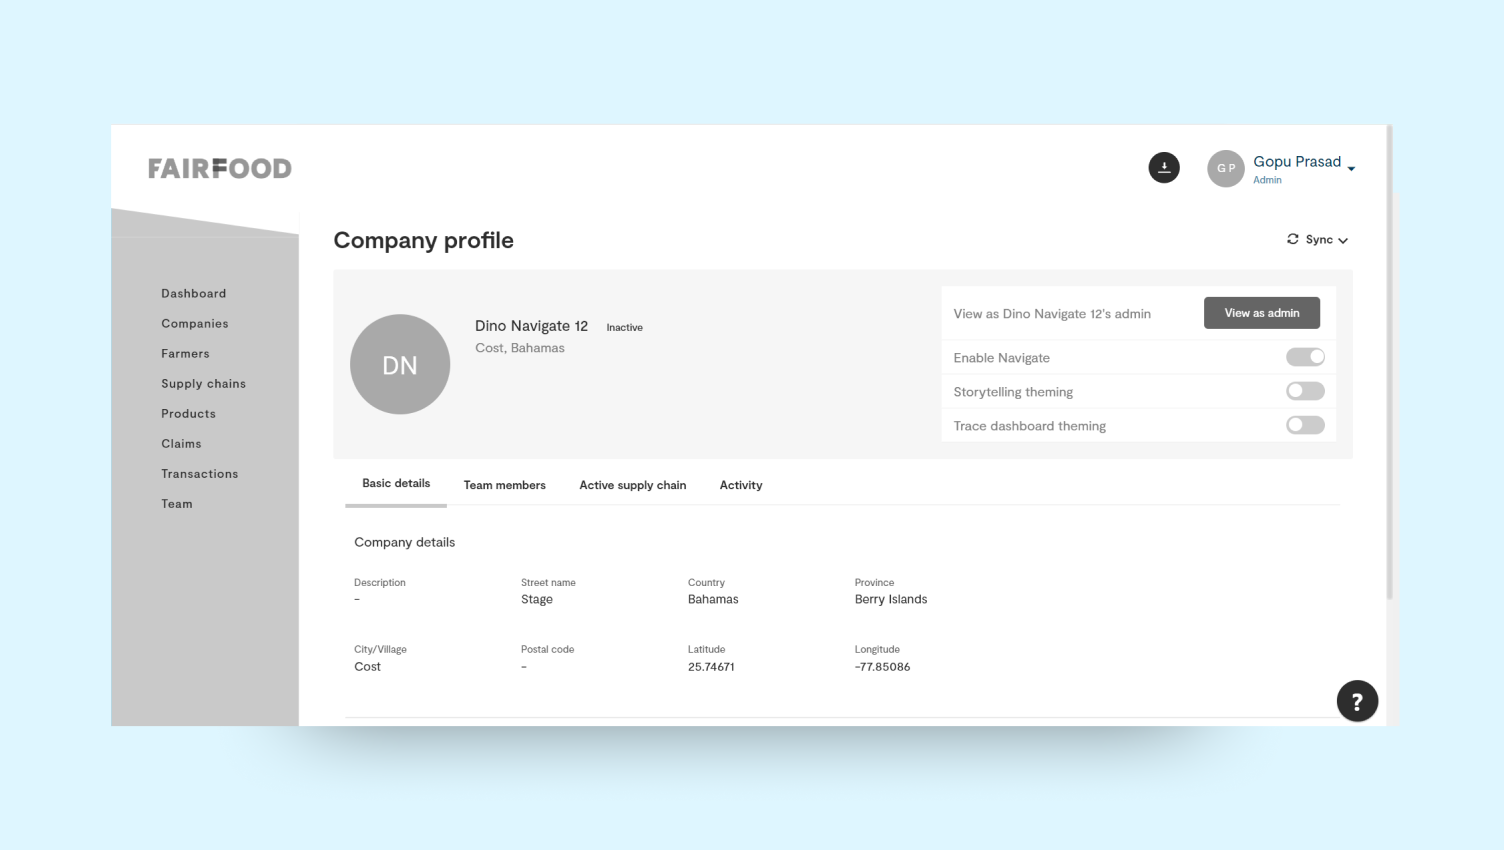 FAIRFOOD
G P
Gopu Prasad
Admin
Company profile
Sync
Dashboard
Companies
Farmers
Supply chains
Products
Claims
Transactions
Team
DN
Dino Navigate 12
Inactive
Cost, Bahamas
View as Dino Navigate 12's admin
View as admin
Enable Navigate
Storytelling theming
Trace dashboard theming
Basic details
Team members
Active supply chain
Activity
Company details
Description
Street name
Country
Province
-
Stage
Bahamas
Berry Islands
City/Village
Postal code
Latitude
Longitude
Cost
-
25.74671
-77.85086
?